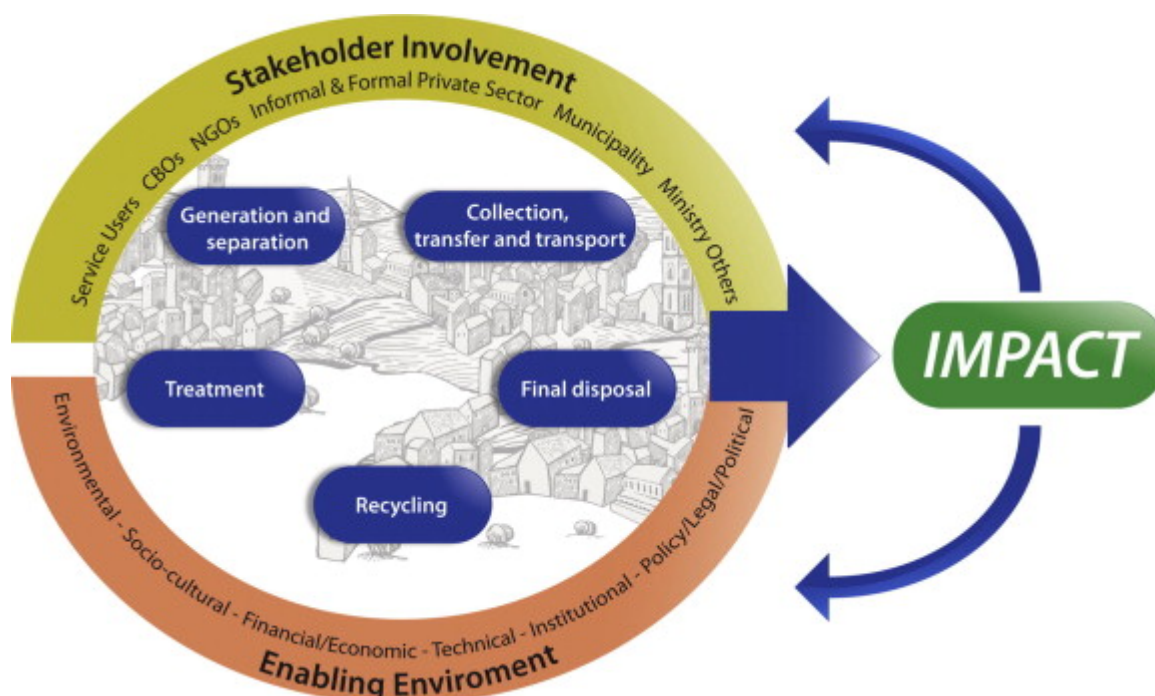 Stakeholder Involvement
Service Users CBOs NGOs Informal & Formal Private Sector Municipality Ministry Others
Generation and
separation
Collection,
transfer and transport
Treatment
Final disposal
Recycling
IMPACT
Environmental - Socio-cultural - Financial/Economic - Technical - Institutional - Policy/Legal/Political
Enabling Enviroment